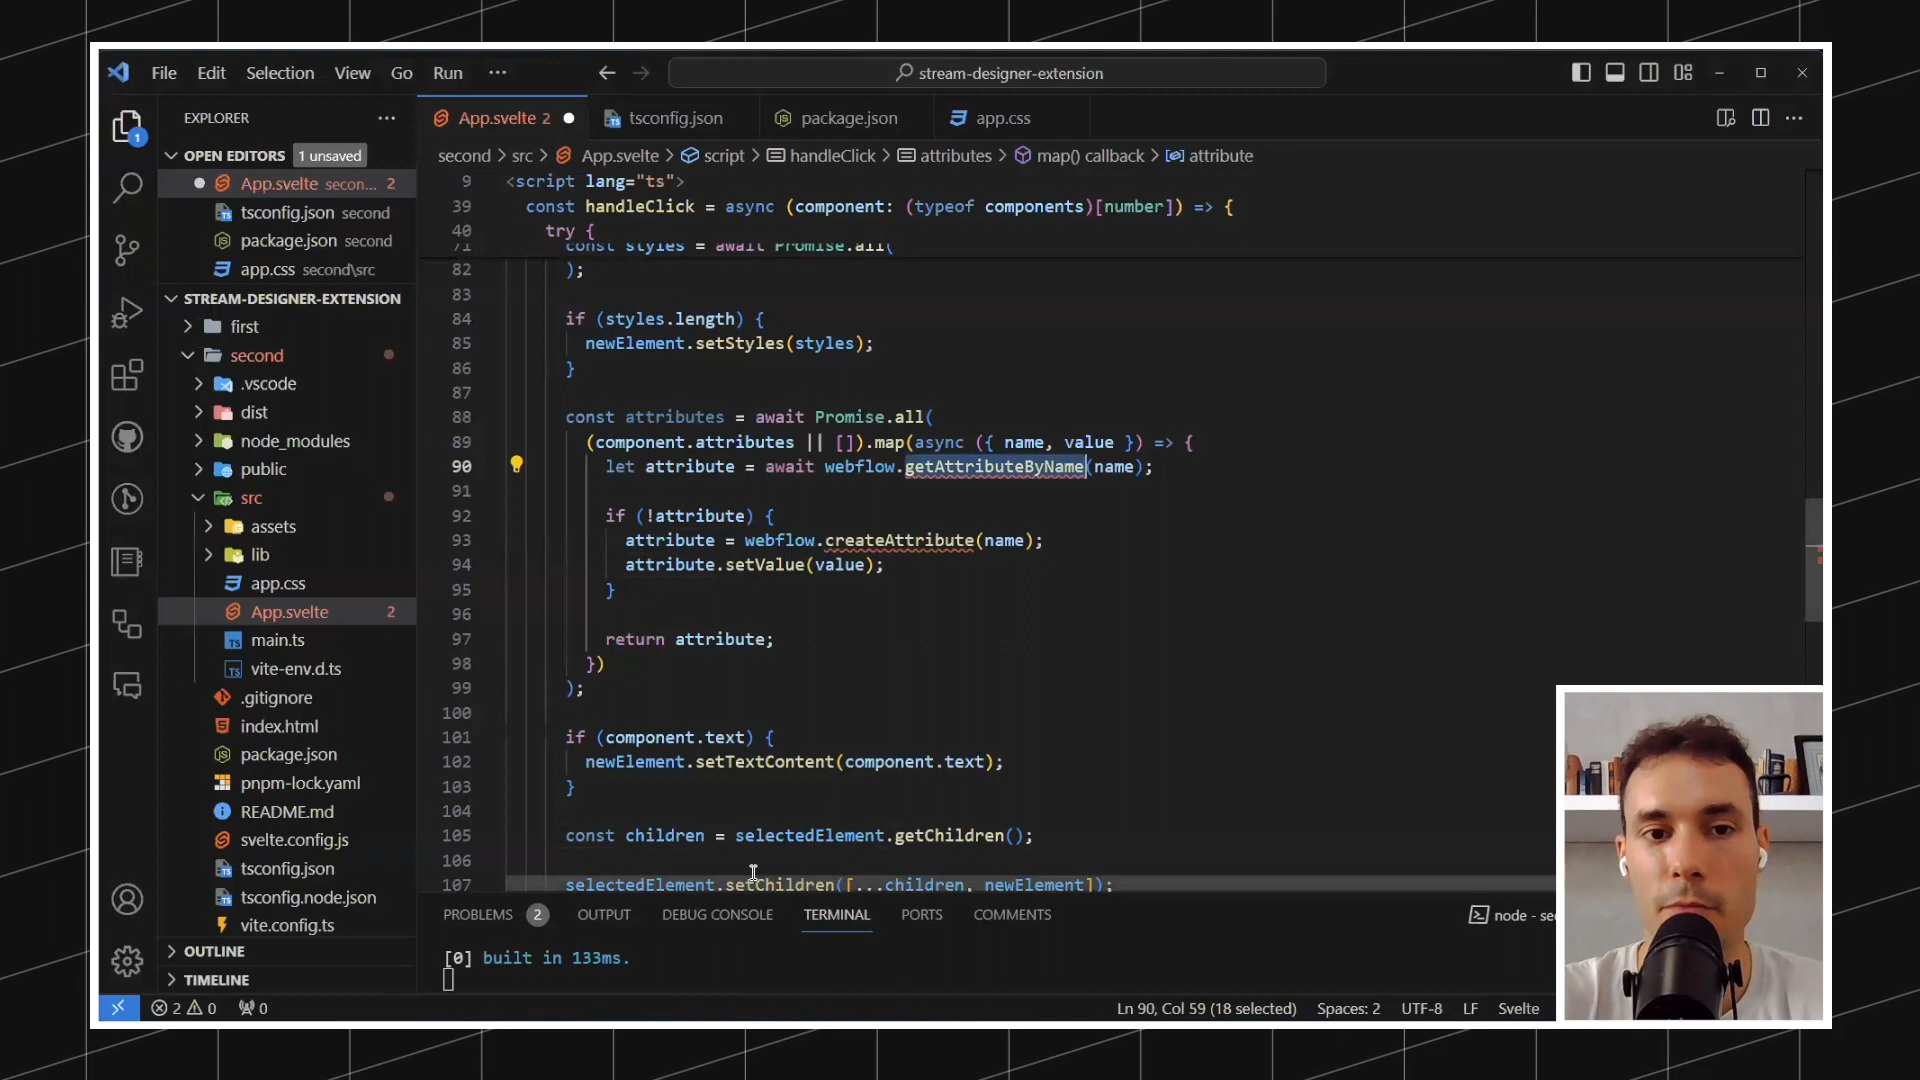 File Edit Selection View Go Run ··· stream-designer-extension
EXPLORER ···
OPEN EDITORS 1 unsaved
App.svelte secon... 2
tsconfig.json second
package.json second
app.css second\src
STREAM-DESIGNER-EXTENSION
first
second
.vscode
dist
node_modules
public
src
assets
lib
app.css
App.svelte 2
main.ts
vite-env.d.ts
.gitignore
index.html
package.json
pnpm-lock.yaml
README.md
svelte.config.js
tsconfig.json
tsconfig.node.json
vite.config.ts
OUTLINE
TIMELINE
1
App.svelte 2 tsconfig.json package.json app.css
second > src > App.svelte > script > handleClick > attributes > map() callback > attribute
9 <script lang="ts">
39 const handleClick = async (component: (typeof components)[number]) => {
40 try {
71 const styles = await Promise.all(
82 );
83
84 if (styles.length) {
85 newElement.setStyles(styles);
86 }
87
88 const attributes = await Promise.all(
89 (component.attributes || []).map(async ({ name, value }) => {
90 let attribute = await webflow.getAttributeByName(name);
91
92 if (!attribute) {
93 attribute = webflow.createAttribute(name);
94 attribute.setValue(value);
95 }
96
97 return attribute;
98 })
99 );
100
101 if (component.text) {
102 newElement.setTextContent(component.text);
103 }
104
105 const children = selectedElement.getChildren();
106
107 selectedElement.setChildren([...children, newElement]);
PROBLEMS 2 OUTPUT DEBUG CONSOLE TERMINAL PORTS COMMENTS
node - sec
[0] built in 133ms.
2 0 0 Ln 90, Col 59 (18 selected) Spaces: 2 UTF-8 LF Svelte